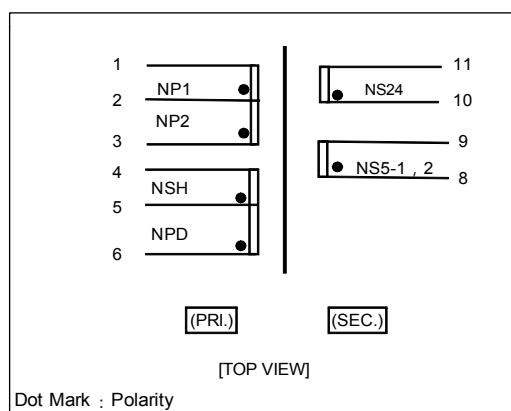 1
NP1
2
NP2
3
4
NSH
5
NPD
6
11
NS24
10
9
NS5-1 , 2
8
(PRI.)
(SEC.)
[TOP VIEW]
Dot Mark : Polarity